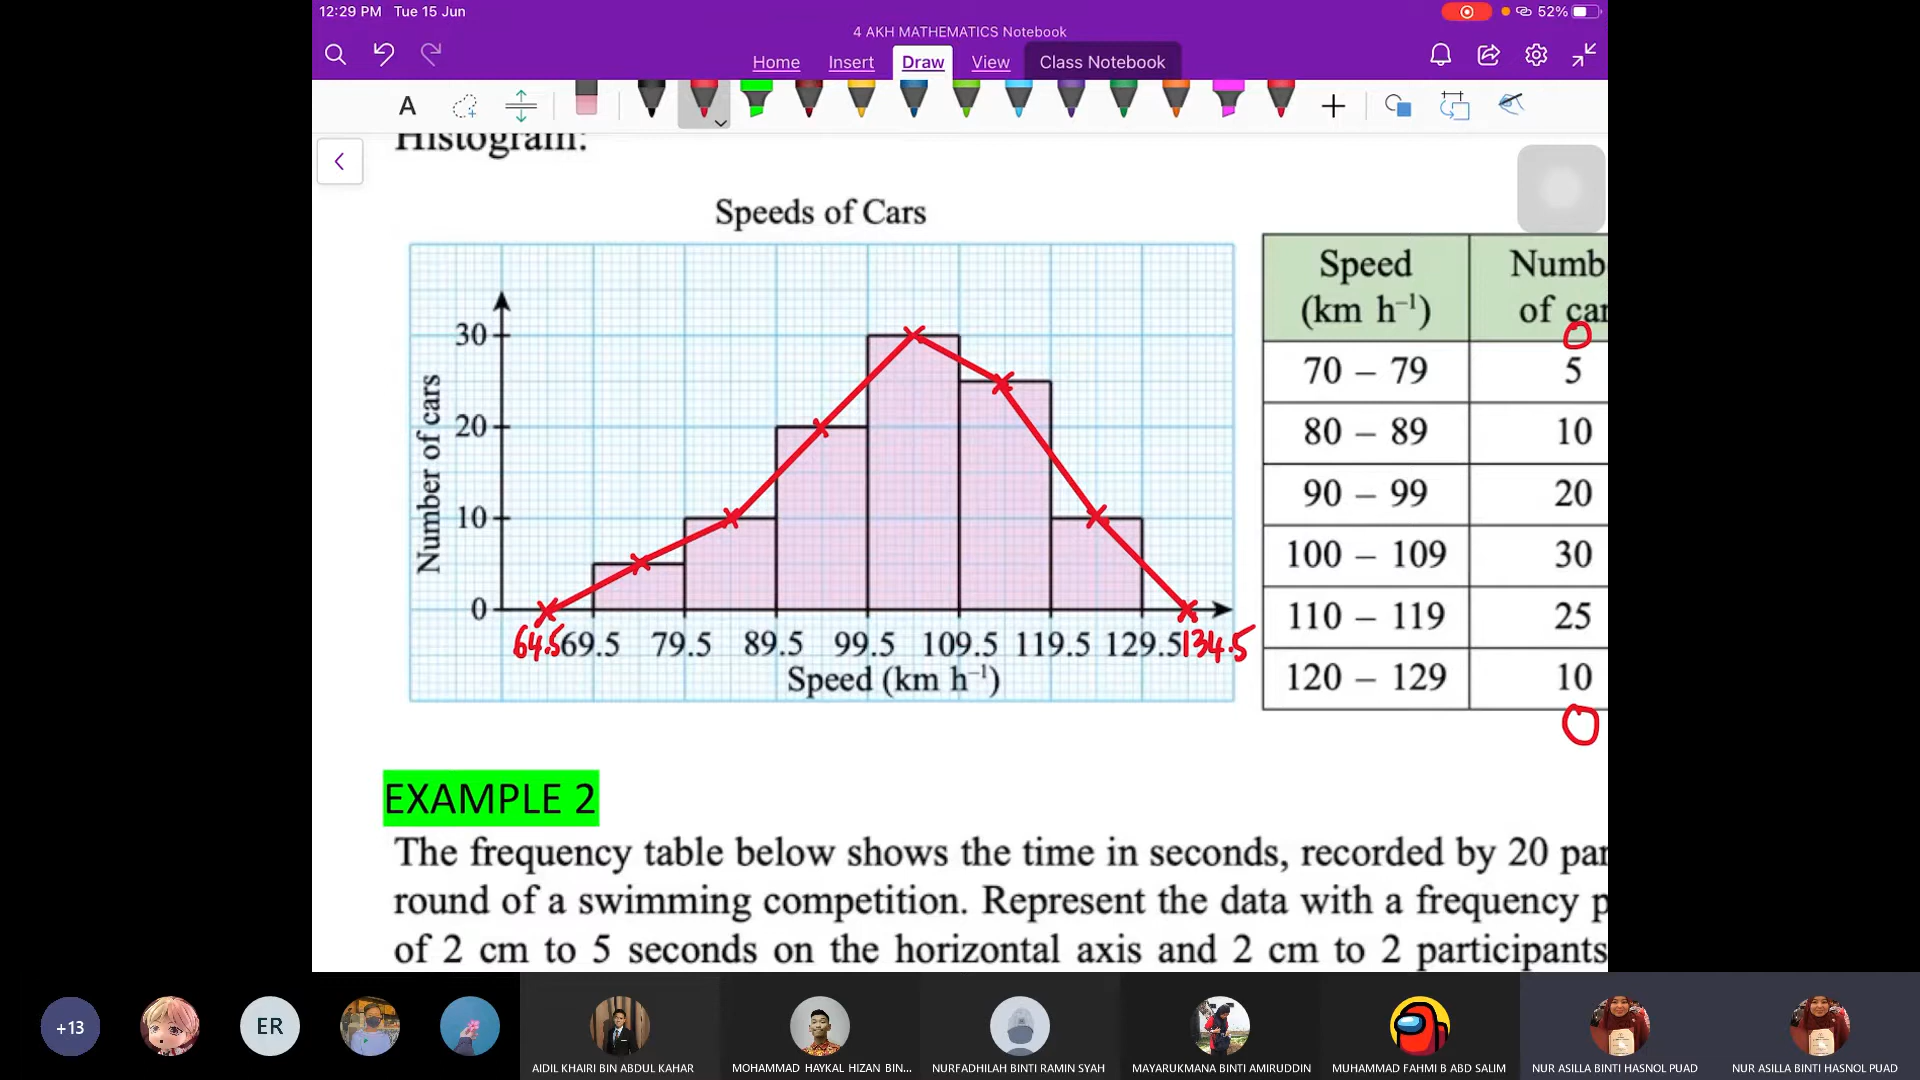 12:29 PM Tue 15 Jun
52%
4 AKH MATHEMATICS Notebook
Home Insert Draw View Class Notebook
A
Histogram:
Speeds of Cars
Number of cars
30
20
10
0
64.5 69.5 79.5 89.5 99.5 109.5 119.5 129.5 134.5
Speed (km h⁻¹)
Speed Numb
(km h⁻¹) of car
0
70 – 79 5
80 – 89 10
90 – 99 20
100 – 109 30
110 – 119 25
120 – 129 10
0
EXAMPLE 2
The frequency table below shows the time in seconds, recorded by 20 par
round of a swimming competition. Represent the data with a frequency p
of 2 cm to 5 seconds on the horizontal axis and 2 cm to 2 participants
+13
ER
AIDIL KHAIRI BIN ABDUL KAHAR
MOHAMMAD HAYKAL HIZAN BIN...
NURFADHILAH BINTI RAMIN SYAH
MAYARUKMANA BINTI AMIRUDDIN
MUHAMMAD FAHMI B ABD SALIM
NUR ASILLA BINTI HASNOL PUAD
NUR ASILLA BINTI HASNOL PUAD